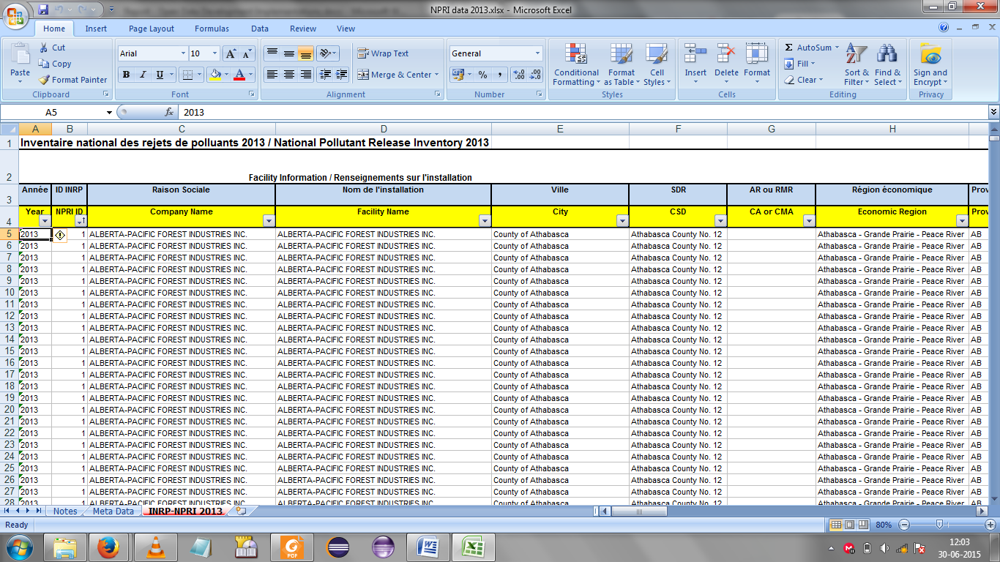 NPRI data 2013.xlsx - Microsoft Excel
Home Insert Page Layout Formulas Data Review View
Paste
Cut
Copy
Format Painter
Clipboard
Arial 10
B I U
Font
Wrap Text
Merge & Center
Alignment
General
% ,
Number
Conditional Formatting
Format as Table
Cell Styles
Styles
Insert Delete Format
Cells
Σ AutoSum
Fill
Clear
Sort & Filter
Find & Select
Editing
Sign and Encrypt
Privacy
A5 fx 2013
A B C D E F G H
1 Inventaire national des rejets de polluants 2013 / National Pollutant Release Inventory 2013
2 Facility Information / Renseignements sur l'installation
3 Année ID INRP Raison Sociale Nom de l'installation Ville SDR AR ou RMR Région économique Prov
4 Year NPRI ID Company Name Facility Name City CSD CA or CMA Economic Region Prov
5 2013 1 ALBERTA-PACIFIC FOREST INDUSTRIES INC. ALBERTA-PACIFIC FOREST INDUSTRIES INC. County of Athabasca Athabasca County No. 12 Athabasca - Grande Prairie - Peace River AB
6 2013 1 ALBERTA-PACIFIC FOREST INDUSTRIES INC. ALBERTA-PACIFIC FOREST INDUSTRIES INC. County of Athabasca Athabasca County No. 12 Athabasca - Grande Prairie - Peace River AB
7 2013 1 ALBERTA-PACIFIC FOREST INDUSTRIES INC. ALBERTA-PACIFIC FOREST INDUSTRIES INC. County of Athabasca Athabasca County No. 12 Athabasca - Grande Prairie - Peace River AB
8 2013 1 ALBERTA-PACIFIC FOREST INDUSTRIES INC. ALBERTA-PACIFIC FOREST INDUSTRIES INC. County of Athabasca Athabasca County No. 12 Athabasca - Grande Prairie - Peace River AB
9 2013 1 ALBERTA-PACIFIC FOREST INDUSTRIES INC. ALBERTA-PACIFIC FOREST INDUSTRIES INC. County of Athabasca Athabasca County No. 12 Athabasca - Grande Prairie - Peace River AB
10 2013 1 ALBERTA-PACIFIC FOREST INDUSTRIES INC. ALBERTA-PACIFIC FOREST INDUSTRIES INC. County of Athabasca Athabasca County No. 12 Athabasca - Grande Prairie - Peace River AB
11 2013 1 ALBERTA-PACIFIC FOREST INDUSTRIES INC. ALBERTA-PACIFIC FOREST INDUSTRIES INC. County of Athabasca Athabasca County No. 12 Athabasca - Grande Prairie - Peace River AB
12 2013 1 ALBERTA-PACIFIC FOREST INDUSTRIES INC. ALBERTA-PACIFIC FOREST INDUSTRIES INC. County of Athabasca Athabasca County No. 12 Athabasca - Grande Prairie - Peace River AB
13 2013 1 ALBERTA-PACIFIC FOREST INDUSTRIES INC. ALBERTA-PACIFIC FOREST INDUSTRIES INC. County of Athabasca Athabasca County No. 12 Athabasca - Grande Prairie - Peace River AB
14 2013 1 ALBERTA-PACIFIC FOREST INDUSTRIES INC. ALBERTA-PACIFIC FOREST INDUSTRIES INC. County of Athabasca Athabasca County No. 12 Athabasca - Grande Prairie - Peace River AB
15 2013 1 ALBERTA-PACIFIC FOREST INDUSTRIES INC. ALBERTA-PACIFIC FOREST INDUSTRIES INC. County of Athabasca Athabasca County No. 12 Athabasca - Grande Prairie - Peace River AB
16 2013 1 ALBERTA-PACIFIC FOREST INDUSTRIES INC. ALBERTA-PACIFIC FOREST INDUSTRIES INC. County of Athabasca Athabasca County No. 12 Athabasca - Grande Prairie - Peace River AB
17 2013 1 ALBERTA-PACIFIC FOREST INDUSTRIES INC. ALBERTA-PACIFIC FOREST INDUSTRIES INC. County of Athabasca Athabasca County No. 12 Athabasca - Grande Prairie - Peace River AB
18 2013 1 ALBERTA-PACIFIC FOREST INDUSTRIES INC. ALBERTA-PACIFIC FOREST INDUSTRIES INC. County of Athabasca Athabasca County No. 12 Athabasca - Grande Prairie - Peace River AB
19 2013 1 ALBERTA-PACIFIC FOREST INDUSTRIES INC. ALBERTA-PACIFIC FOREST INDUSTRIES INC. County of Athabasca Athabasca County No. 12 Athabasca - Grande Prairie - Peace River AB
20 2013 1 ALBERTA-PACIFIC FOREST INDUSTRIES INC. ALBERTA-PACIFIC FOREST INDUSTRIES INC. County of Athabasca Athabasca County No. 12 Athabasca - Grande Prairie - Peace River AB
21 2013 1 ALBERTA-PACIFIC FOREST INDUSTRIES INC. ALBERTA-PACIFIC FOREST INDUSTRIES INC. County of Athabasca Athabasca County No. 12 Athabasca - Grande Prairie - Peace River AB
22 2013 1 ALBERTA-PACIFIC FOREST INDUSTRIES INC. ALBERTA-PACIFIC FOREST INDUSTRIES INC. County of Athabasca Athabasca County No. 12 Athabasca - Grande Prairie - Peace River AB
23 2013 1 ALBERTA-PACIFIC FOREST INDUSTRIES INC. ALBERTA-PACIFIC FOREST INDUSTRIES INC. County of Athabasca Athabasca County No. 12 Athabasca - Grande Prairie - Peace River AB
24 2013 1 ALBERTA-PACIFIC FOREST INDUSTRIES INC. ALBERTA-PACIFIC FOREST INDUSTRIES INC. County of Athabasca Athabasca County No. 12 Athabasca - Grande Prairie - Peace River AB
25 2013 1 ALBERTA-PACIFIC FOREST INDUSTRIES INC. ALBERTA-PACIFIC FOREST INDUSTRIES INC. County of Athabasca Athabasca County No. 12 Athabasca - Grande Prairie - Peace River AB
26 2013 1 ALBERTA-PACIFIC FOREST INDUSTRIES INC. ALBERTA-PACIFIC FOREST INDUSTRIES INC. County of Athabasca Athabasca County No. 12 Athabasca - Grande Prairie - Peace River AB
27 2013 1 ALBERTA-PACIFIC FOREST INDUSTRIES INC. ALBERTA-PACIFIC FOREST INDUSTRIES INC. County of Athabasca Athabasca County No. 12 Athabasca - Grande Prairie - Peace River AB
28 2013 1 ALBERTA-PACIFIC FOREST INDUSTRIES INC. ALBERTA-PACIFIC FOREST INDUSTRIES INC. County of Athabasca Athabasca County No. 12 Athabasca - Grande Prairie - Peace River AB
Notes Meta Data INRP-NPRI 2013
Ready 80%
PDF
12:03
30-06-2015